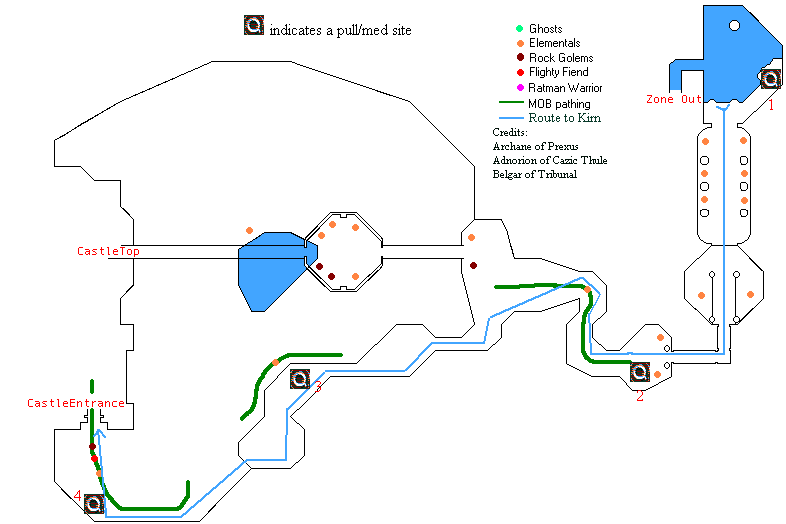 indicates a pull/med site
Ghosts
Elementals
Rock Golems
Flighty Fiend
Ratman Warrior
MOB pathing
Route to Kirn
Credits:
Archane of Prexus
Adnorion of Cazic Thule
Belgar of Tribunal
Zone Out
1
CastleTop
3
2
CastleEntrance
4